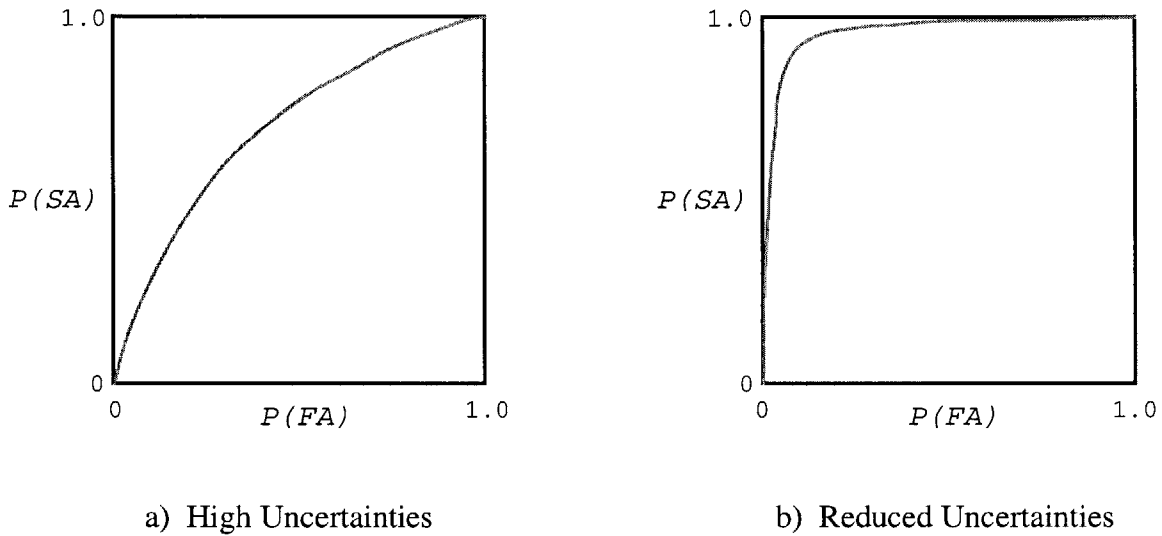 1.0
P(SA)
0
0
P(FA)
1.0
a) High Uncertainties
1.0
P(SA)
0
0
P(FA)
1.0
b) Reduced Uncertainties